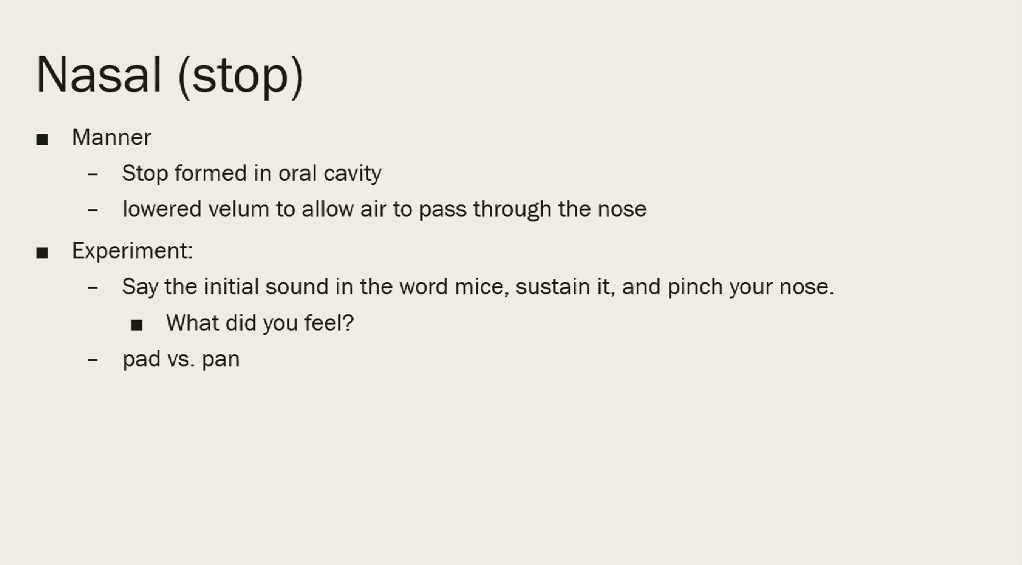 Nasal (stop)
■ Manner
– Stop formed in oral cavity
– lowered velum to allow air to pass through the nose
■ Experiment:
– Say the initial sound in the word mice, sustain it, and pinch your nose.
■ What did you feel?
– pad vs. pan